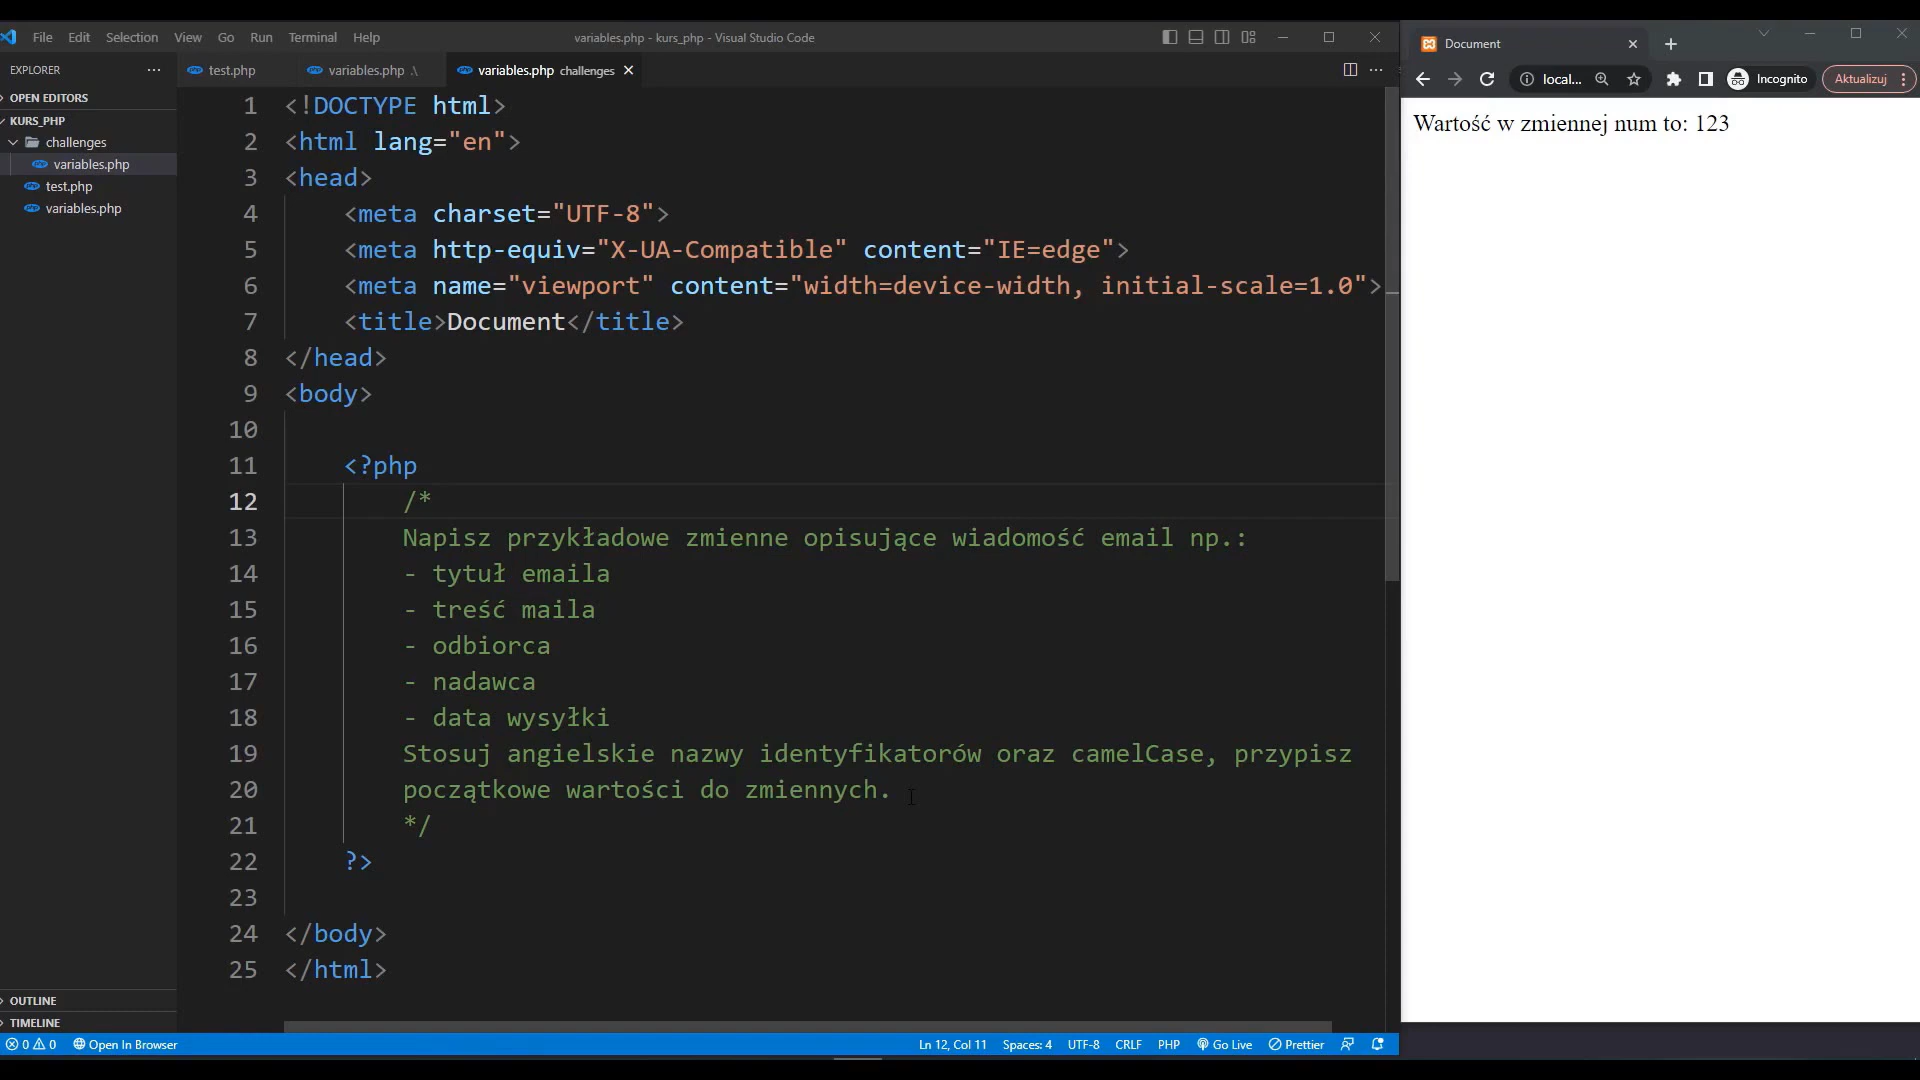 File Edit Selection View Go Run Terminal Help
variables.php - kurs_php - Visual Studio Code
EXPLORER
test.php
variables.php .\
variables.php challenges
OPEN EDITORS
KURS_PHP
challenges
variables.php
test.php
variables.php
1 <!DOCTYPE html>
2 <html lang="en">
3 <head>
4 <meta charset="UTF-8">
5 <meta http-equiv="X-UA-Compatible" content="IE=edge">
6 <meta name="viewport" content="width=device-width, initial-scale=1.0">
7 <title>Document</title>
8 </head>
9 <body>
10
11 <?php
12 /*
13 Napisz przykładowe zmienne opisujące wiadomość email np.:
14 - tytuł emaila
15 - treść maila
16 - odbiorca
17 - nadawca
18 - data wysyłki
19 Stosuj angielskie nazwy identyfikatorów oraz camelCase, przypisz
20 początkowe wartości do zmiennych.
21 */
22 ?>
23
24 </body>
25 </html>
OUTLINE
TIMELINE
0 0 Open In Browser
Ln 12, Col 11 Spaces: 4 UTF-8 CRLF PHP Go Live Prettier
Document
local... Incognito Aktualizuj
Wartość w zmiennej num to: 123